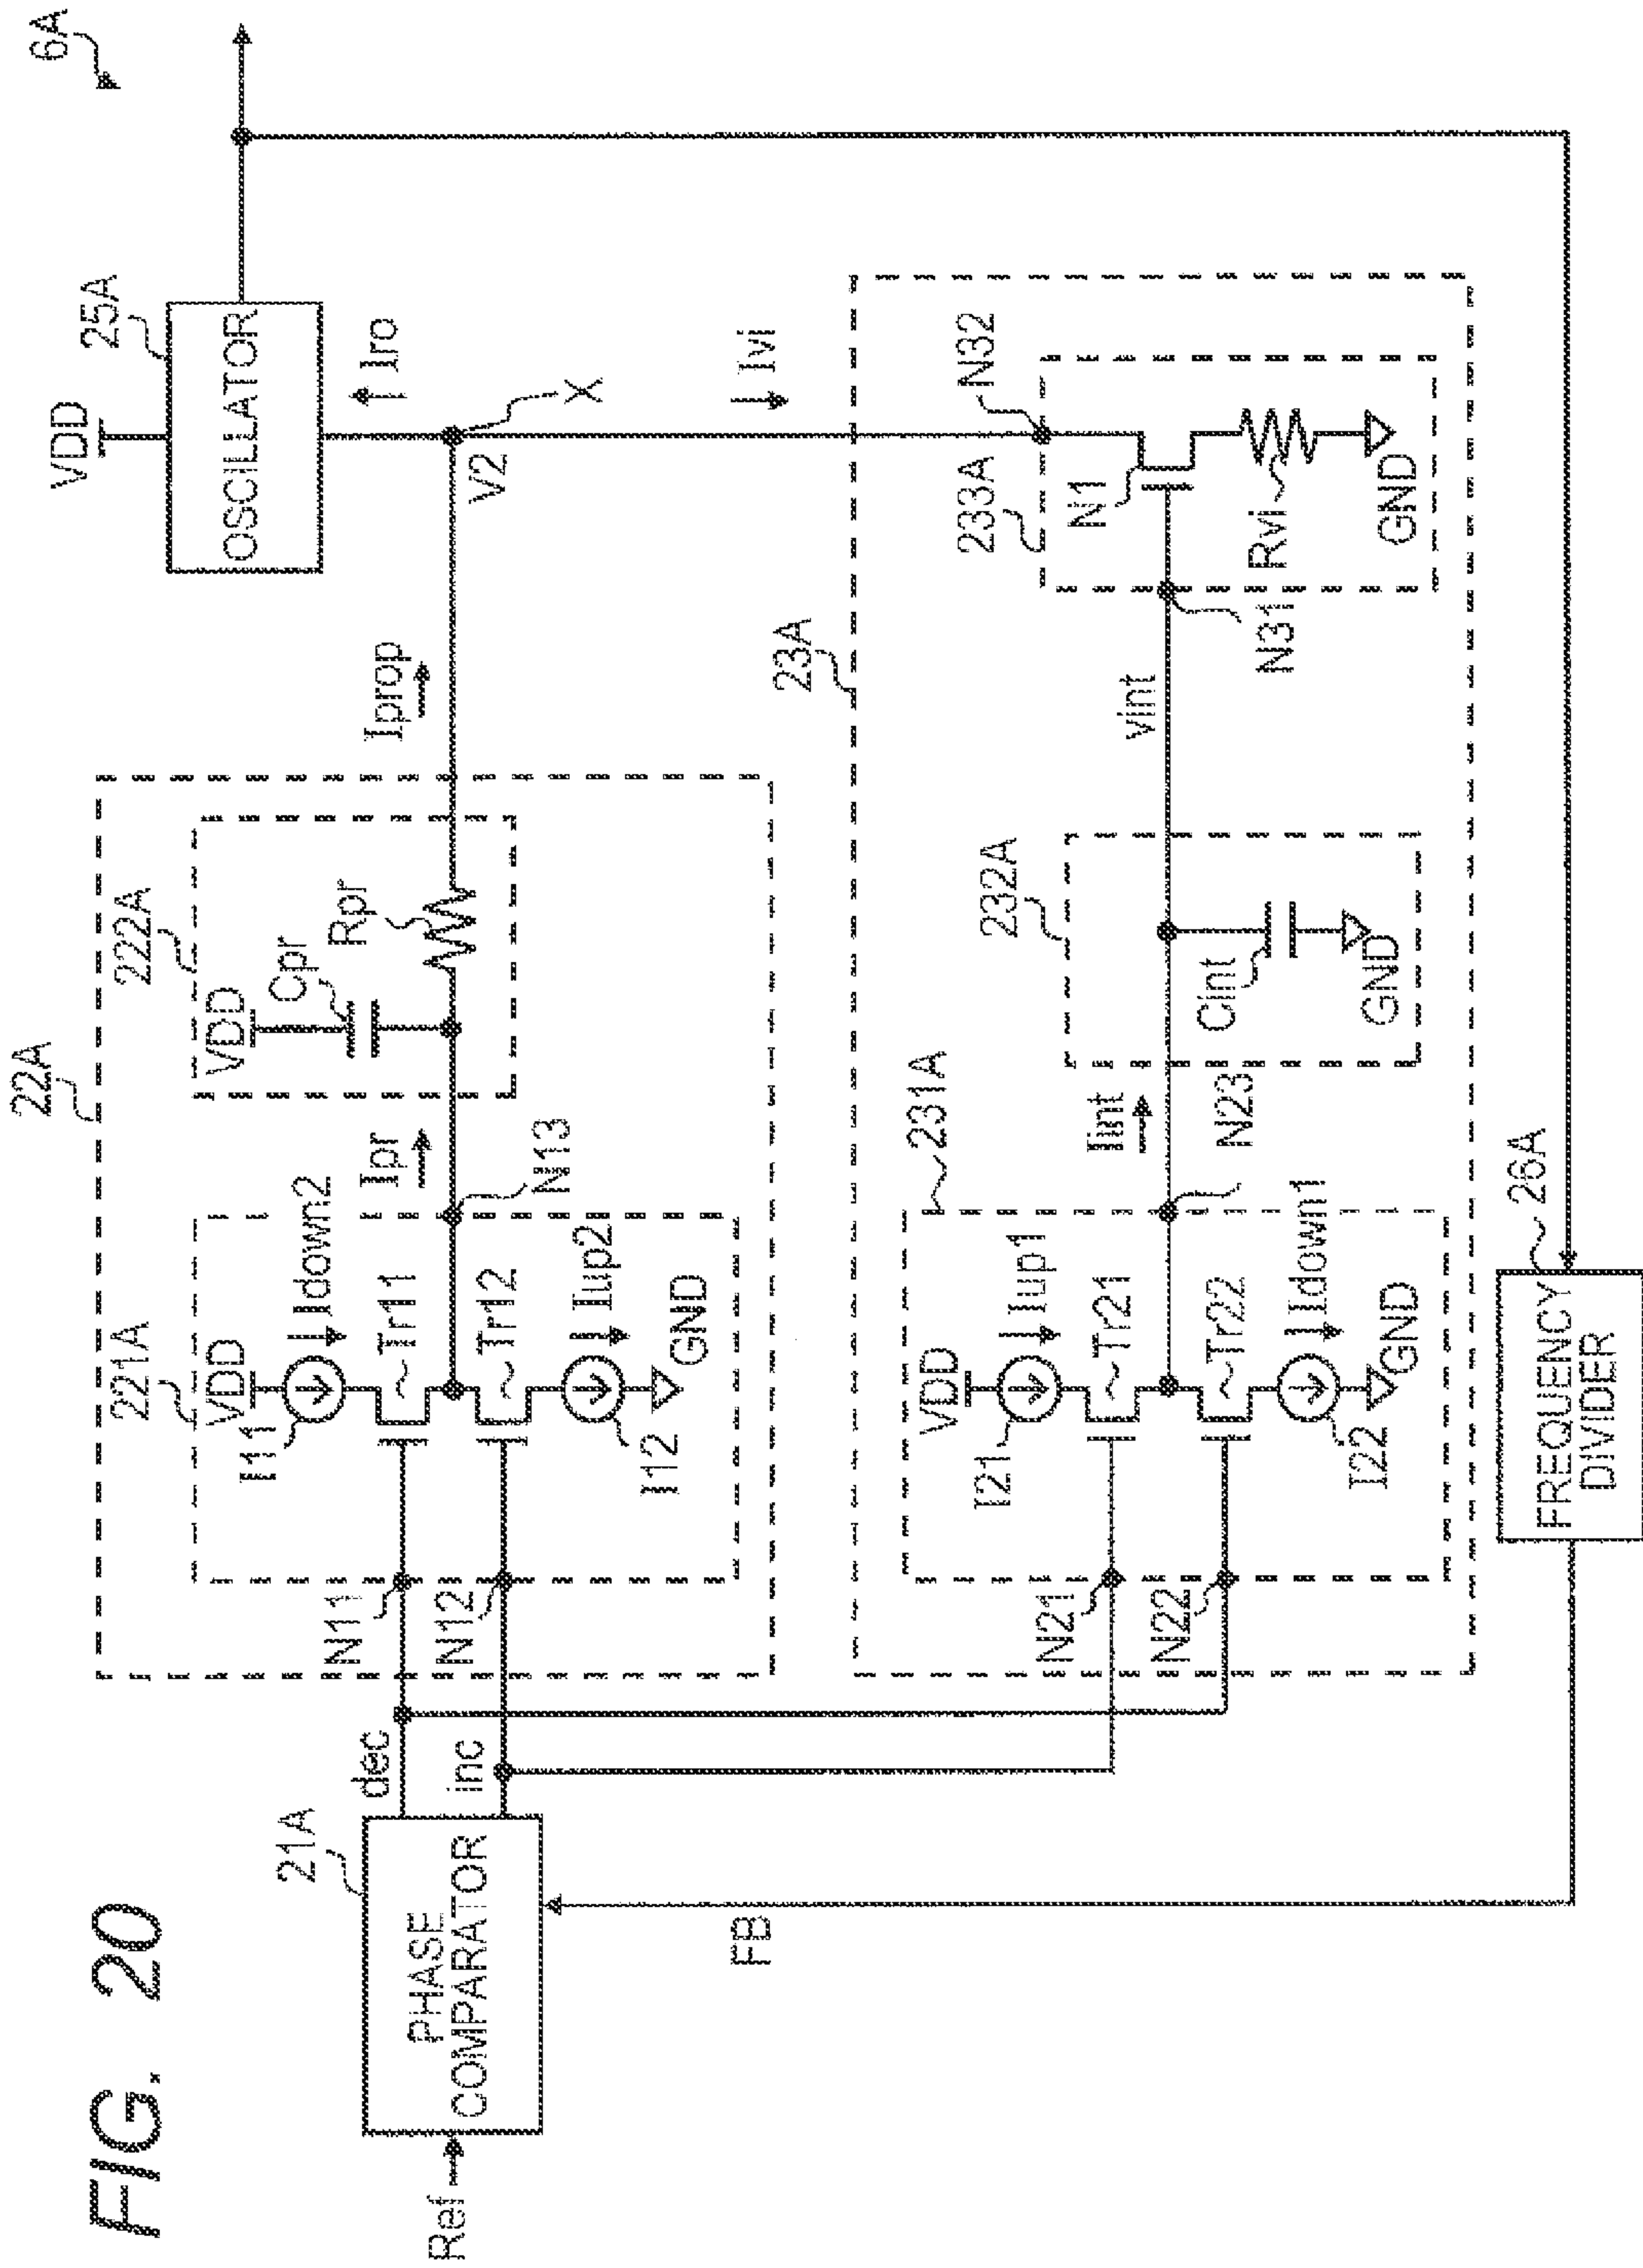 FIG. 20
6A
21A
PHASE
COMPARATOR
Ref
dec
inc
FB
22A
221A
VDD
I11
Idown2
Tr11
Tr12
Iup2
I12
GND
N11
N12
N13
Ipr
222A
VDD
Cpr
Rpr
Iprop
V2
X
VDD
25A
OSCILLATOR
Iro
Ivi
23A
231A
VDD
I21
Iup1
Tr21
Tr22
Idown1
I22
GND
N21
N22
N23
Iint
232A
Cint
GND
vint
233A
N31
N32
N1
Rvi
GND
26A
FREQUENCY
DIVIDER